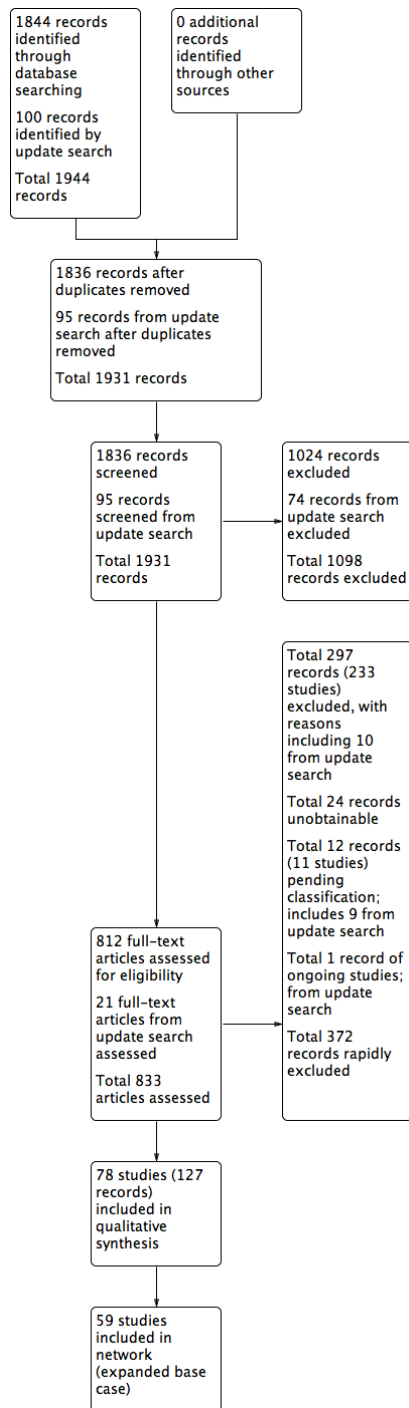 1844 records
identified
through
database
searching
100 records
identified by
update search
Total 1944
records
0 additional
records
identified
through other
sources
1836 records after
duplicates removed
95 records from update
search after duplicates
removed
Total 1931 records
1836 records
screened
95 records
screened from
update search
Total 1931
records
1024 records
excluded
74 records from
update search
excluded
Total 1098
records excluded
Total 297
records (233
studies)
excluded, with
reasons
including 10
from update
search
Total 24 records
unobtainable
Total 12 records
(11 studies)
pending
classification;
includes 9 from
update search
Total 1 record of
ongoing studies;
from update
search
Total 372
records rapidly
excluded
812 full-text
articles assessed
for eligibility
21 full-text
articles from
update search
assessed
Total 833
articles assessed
78 studies (127
records)
included in
qualitative
synthesis
59 studies
included in
network
(expanded base
case)